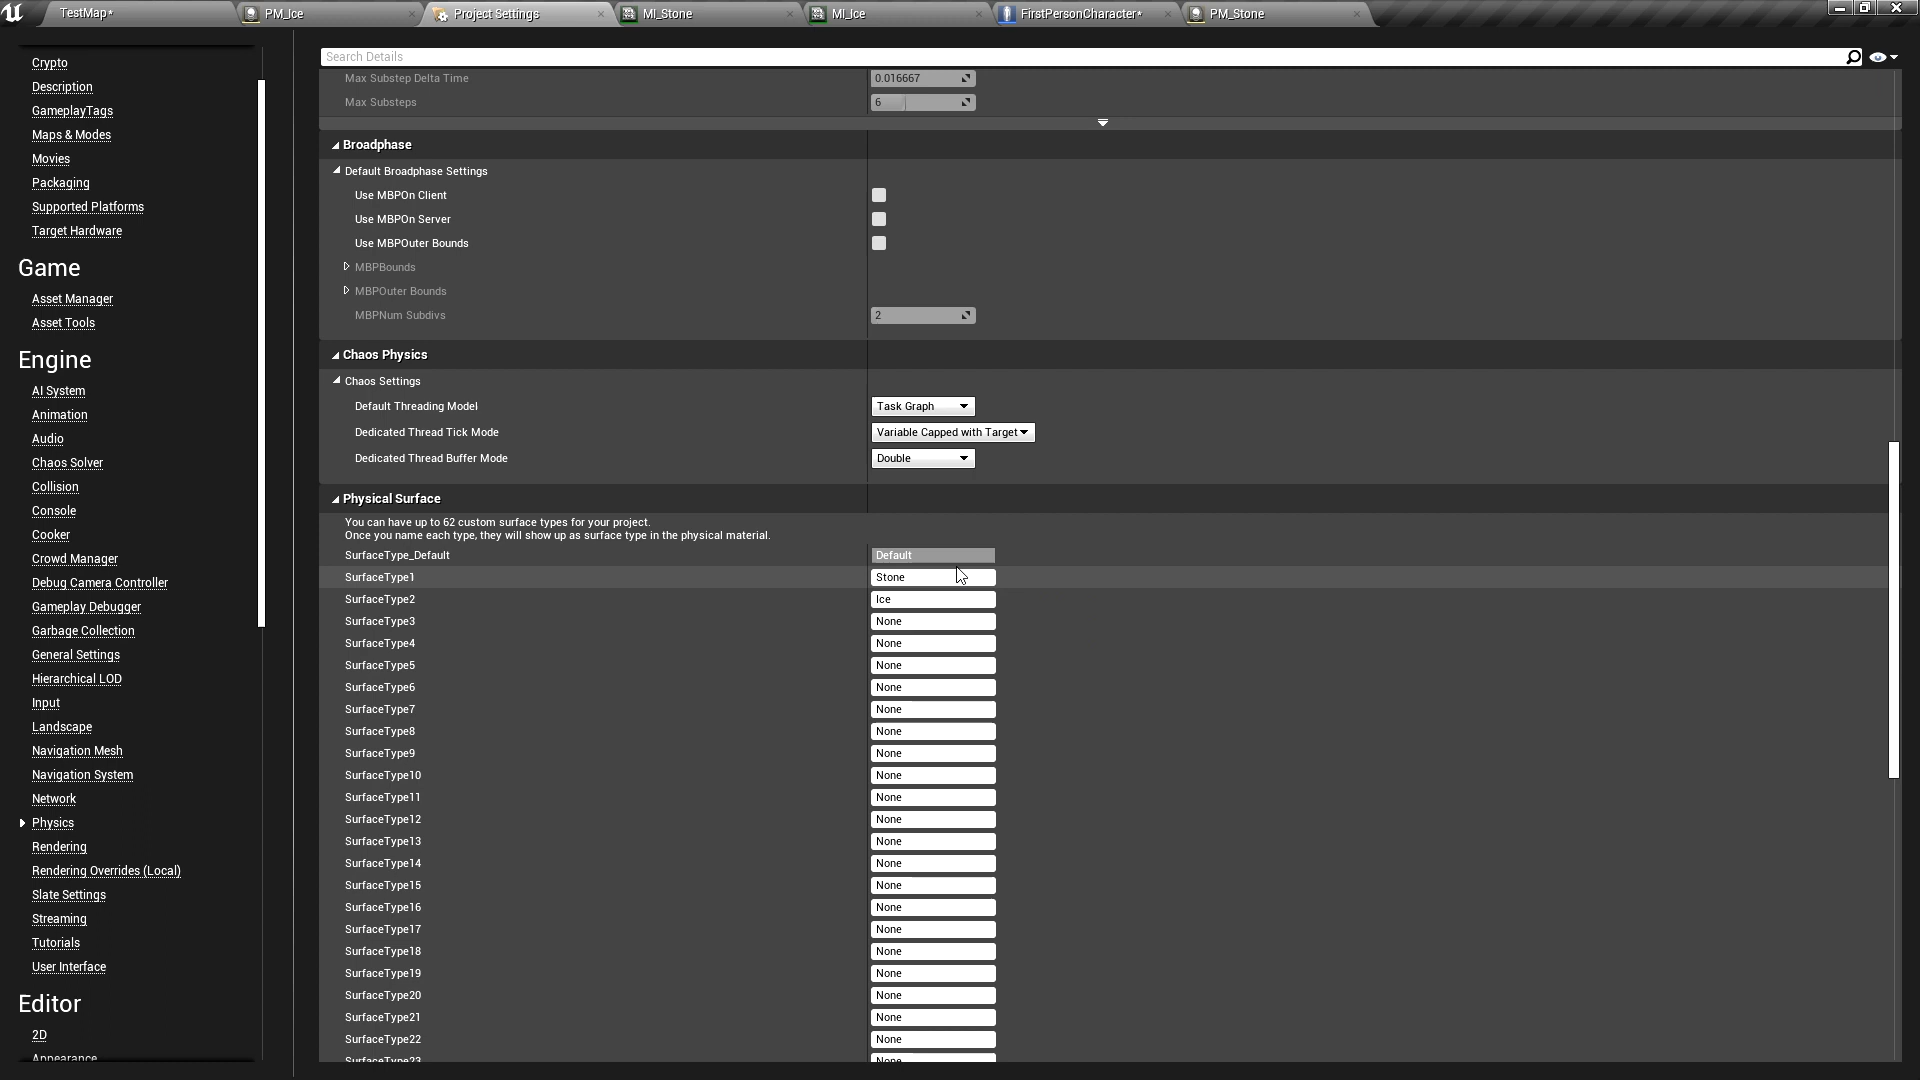 TestMap*
PM_Ice
Project Settings
MI_Stone
MI_Ice
FirstPersonCharacter*
PM_Stone
Crypto
Description
GameplayTags
Maps & Modes
Movies
Packaging
Supported Platforms
Target Hardware
Game
Asset Manager
Asset Tools
Engine
AI System
Animation
Audio
Chaos Solver
Collision
Console
Cooker
Crowd Manager
Debug Camera Controller
Gameplay Debugger
Garbage Collection
General Settings
Hierarchical LOD
Input
Landscape
Navigation Mesh
Navigation System
Network
Physics
Rendering
Rendering Overrides (Local)
Slate Settings
Streaming
Tutorials
User Interface
Editor
2D
Appearance
Search Details
Max Substep Delta Time 0.016667
Max Substeps 6
Broadphase
Default Broadphase Settings
Use MBPOn Client
Use MBPOn Server
Use MBPOuter Bounds
MBPBounds
MBPOuter Bounds
MBPNum Subdivs 2
Chaos Physics
Chaos Settings
Default Threading Model Task Graph
Dedicated Thread Tick Mode Variable Capped with Target
Dedicated Thread Buffer Mode Double
Physical Surface
You can have up to 62 custom surface types for your project.
Once you name each type, they will show up as surface type in the physical material.
SurfaceType_Default Default
SurfaceType1 Stone
SurfaceType2 Ice
SurfaceType3 None
SurfaceType4 None
SurfaceType5 None
SurfaceType6 None
SurfaceType7 None
SurfaceType8 None
SurfaceType9 None
SurfaceType10 None
SurfaceType11 None
SurfaceType12 None
SurfaceType13 None
SurfaceType14 None
SurfaceType15 None
SurfaceType16 None
SurfaceType17 None
SurfaceType18 None
SurfaceType19 None
SurfaceType20 None
SurfaceType21 None
SurfaceType22 None
SurfaceType23 None